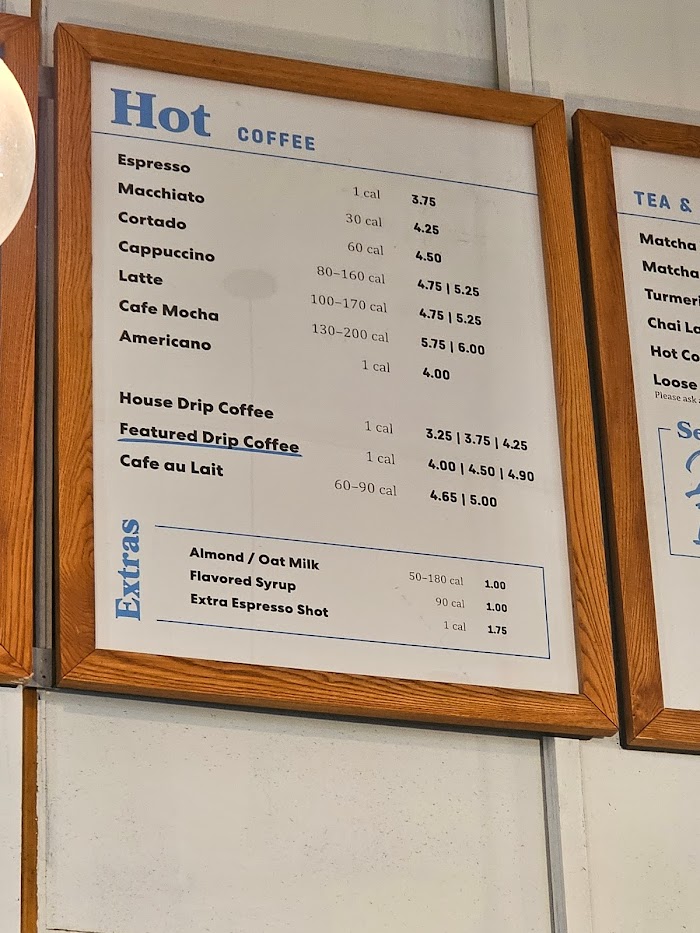 Hot COFFEE
Espresso 1 cal 3.75
Macchiato 30 cal 4.25
Cortado 60 cal 4.50
Cappuccino 80–160 cal 4.75 | 5.25
Latte 100–170 cal 4.75 | 5.25
Cafe Mocha 130–200 cal 5.75 | 6.00
Americano 1 cal 4.00
House Drip Coffee 1 cal 3.25 | 3.75 | 4.25
Featured Drip Coffee 1 cal 4.00 | 4.50 | 4.90
Cafe au Lait 60–90 cal 4.65 | 5.00
Extras
Almond / Oat Milk 50-180 cal 1.00
Flavored Syrup 90 cal 1.00
Extra Espresso Shot 1 cal 1.75
TEA &
Matcha
Matcha
Turmeri
Chai La
Hot Co
Loose
Please ask
Se